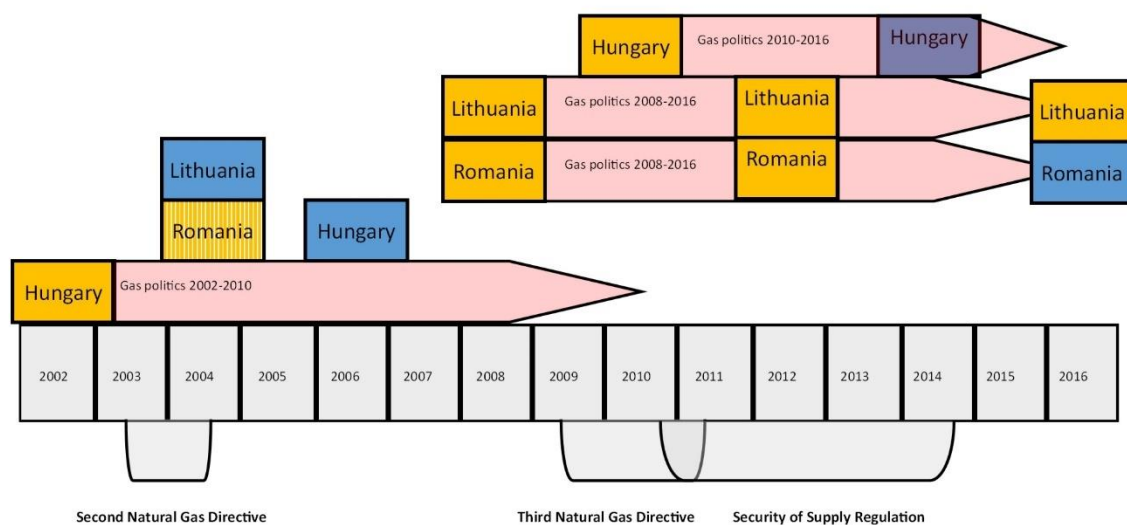 Hungary Gas politics 2010-2016 Hungary
Lithuania Gas politics 2008-2016 Lithuania Lithuania
Romania Gas politics 2008-2016 Romania Romania
Lithuania
Romania Hungary
Hungary Gas politics 2002-2010
2002 2003 2004 2005 2006 2007 2008 2009 2010 2011 2012 2013 2014 2015 2016
Second Natural Gas Directive Third Natural Gas Directive Security of Supply Regulation